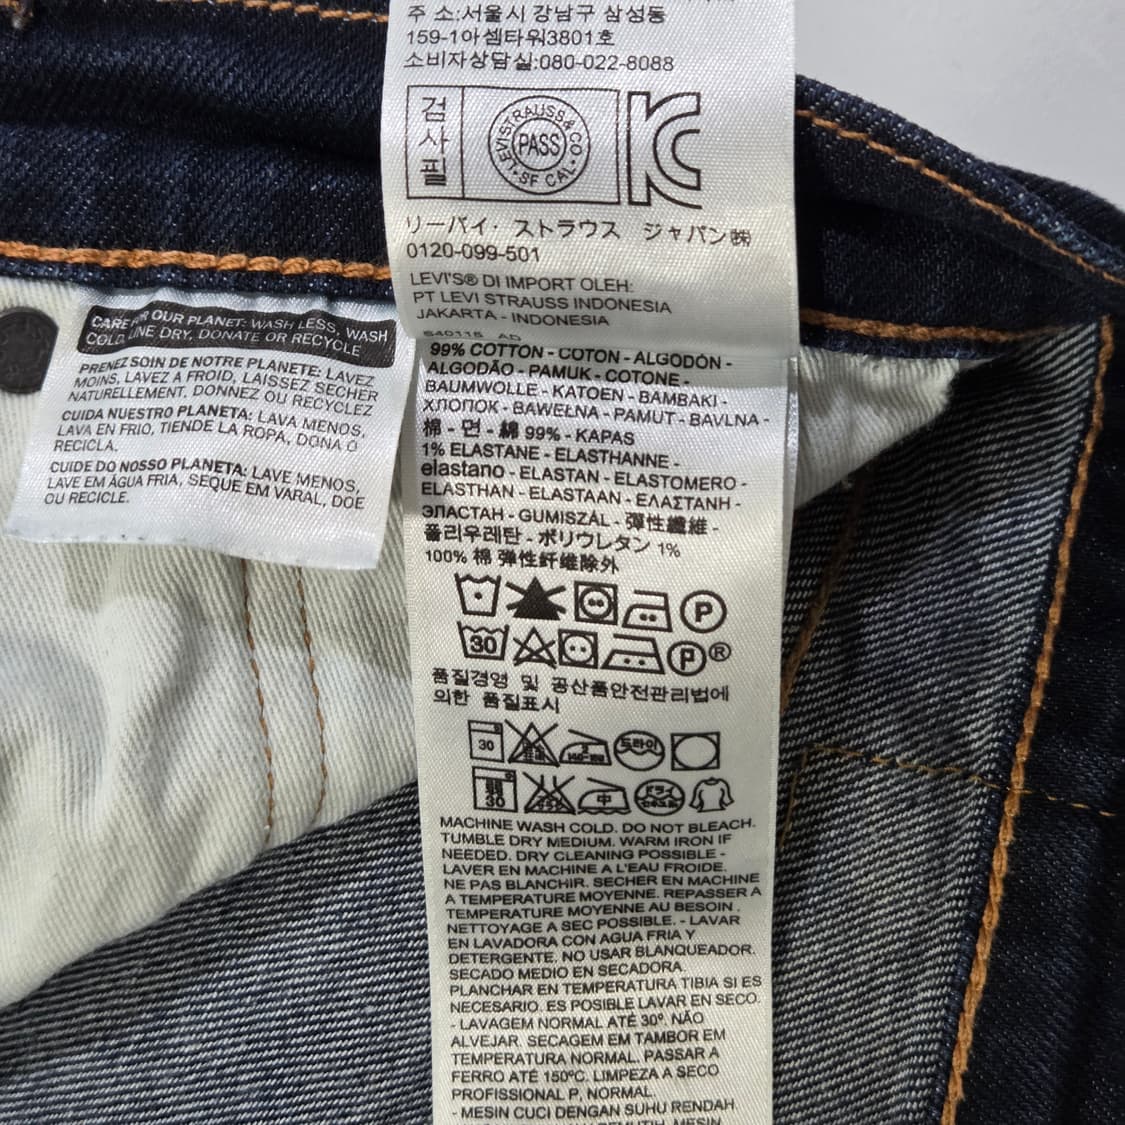 주 소:서울시 강남구 삼성동
159-1아셈타워3801호
소비자상담실:080-022-8088
검사필
LEVI STRAUSS & CO
PASS
SF CAL
리ーバイ・ストラウス ジャパン㈱
0120-099-501
LEVI'S® DI IMPORT OLEH:
PT LEVI STRAUSS INDONESIA
JAKARTA - INDONESIA
CARE FOR OUR PLANET: WASH LESS, WASH
COLD, LINE DRY, DONATE OR RECYCLE
PRENEZ SOIN DE NOTRE PLANETE: LAVEZ
MOINS, LAVEZ A FROID, LAISSEZ SECHER
NATURELLEMENT, DONNEZ OU RECYCLEZ
CUIDA NUESTRO PLANETA: LAVA MENOS,
LAVA EN FRIO, TIENDE LA ROPA, DONA O
RECICLA.
CUIDE DO NOSSO PLANETA: LAVE MENOS,
LAVE EM ÁGUA FRIA, SEQUE EM VARAL, DOE
OU RECICLE.
99% COTTON - COTON - ALGODÓN -
ALGODÃO - PAMUK - COTONE -
BAUMWOLLE - KATOEN - BAMBAKI -
ХЛОПОК - BAWEŁNA - PAMUT - BAVLNA -
棉 - 면 - 綿 99% - KAPAS
1% ELASTANE - ELASTHANNE -
elastano - ELASTAN - ELASTOMERO -
ELASTHAN - ELASTAAN - ΕΛΑΣΤΑΝΗ -
ЭЛАСТАН - GUMISZÁL - 彈性纖維 -
폴리우레탄 - ポリウレタン 1%
100% 棉 弹性纤维除外
P
30 P®
품질경영 및 공산품안전관리법에
의한 품질표시
30 드라이
30 中 ドライ
MACHINE WASH COLD. DO NOT BLEACH.
TUMBLE DRY MEDIUM. WARM IRON IF
NEEDED. DRY CLEANING POSSIBLE -
LAVER EN MACHINE A L'EAU FROIDE.
NE PAS BLANCHIR. SECHER EN MACHINE
A TEMPERATURE MOYENNE. REPASSER A
TEMPERATURE MOYENNE AU BESOIN .
NETTOYAGE A SEC POSSIBLE. - LAVAR
EN LAVADORA CON AGUA FRIA Y
DETERGENTE. NO USAR BLANQUEADOR.
SECADO MEDIO EN SECADORA.
PLANCHAR EN TEMPERATURA TIBIA SI ES
NECESARIO. ES POSIBLE LAVAR EN SECO.
- LAVAGEM NORMAL ATÉ 30º. NÃO
ALVEJAR. SECAGEM EM TAMBOR EM
TEMPERATURA NORMAL. PASSAR A
FERRO ATÉ 150ºC. LIMPEZA A SECO
PROFISSIONAL P, NORMAL.
- MESIN CUCI DENGAN SUHU RENDAH